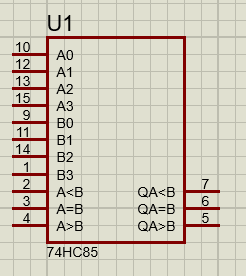 U1
10 A0
12 A1
13 A2
15 A3
9 B0
11 B1
14 B2
1 B3
2 A<B QA<B 7
3 A=B QA=B 6
4 A>B QA>B 5
74HC85